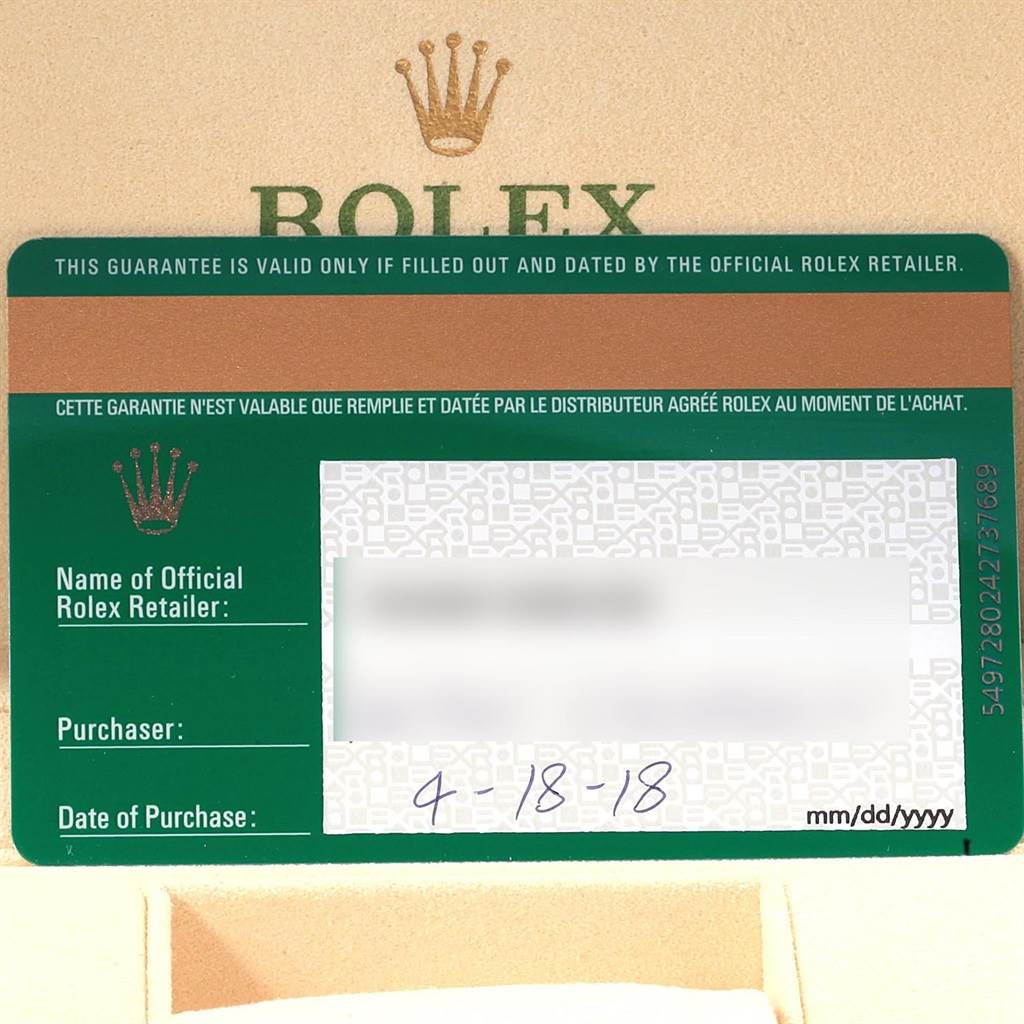 ROLEX
THIS GUARANTEE IS VALID ONLY IF FILLED OUT AND DATED BY THE OFFICIAL ROLEX RETAILER.
CETTE GARANTIE N'EST VALABLE QUE REMPLIE ET DATÉE PAR LE DISTRIBUTEUR AGRÉÉ ROLEX AU MOMENT DE L'ACHAT.
Name of Official
Rolex Retailer:
Purchaser:
Date of Purchase:
4-18-18
mm/dd/yyyy
5497280242737689